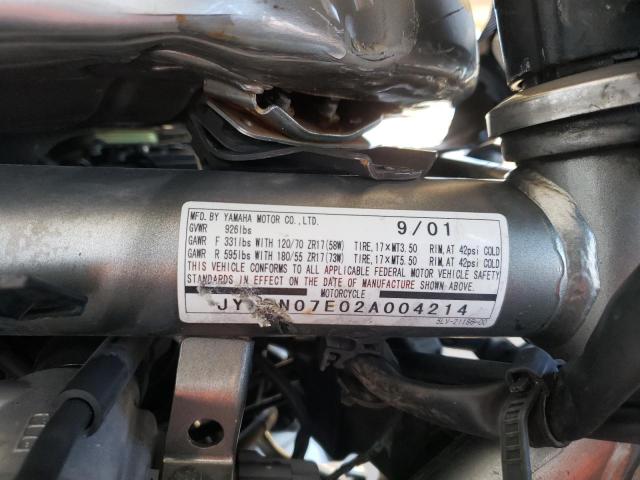 MFD. BY YAMAHA MOTOR CO.,LTD. 9/01
GVWR 926lbs
GAWR F 331lbs WITH 120/70 ZR17(58W) TIRE,17×MT3.50 RIM,AT 42psi COLD
GAWR R 595lbs WITH 180/55 ZR17(73W) TIRE,17×MT5.50 RIM,AT 42psi COLD
THIS VEHICLE CONFORMS TO ALL APPLICABLE FEDERAL MOTOR VEHICLE SAFETY
STANDARDS IN EFFECT ON THE DATE OF MANUFACTURE SHOWN ABOVE.
MOTORCYCLE
N07E02A004214
5LV-21186-00